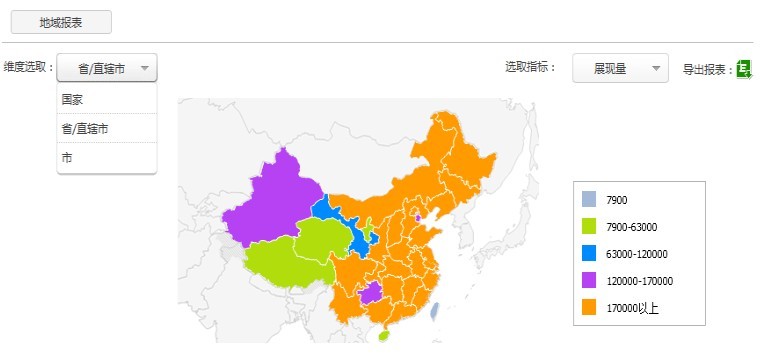 地域报表
维度选取：
省/直辖市
选取指标：
展现量
导出报表：
国家
省/直辖市
市
7900
7900-63000
63000-120000
120000-170000
170000以上